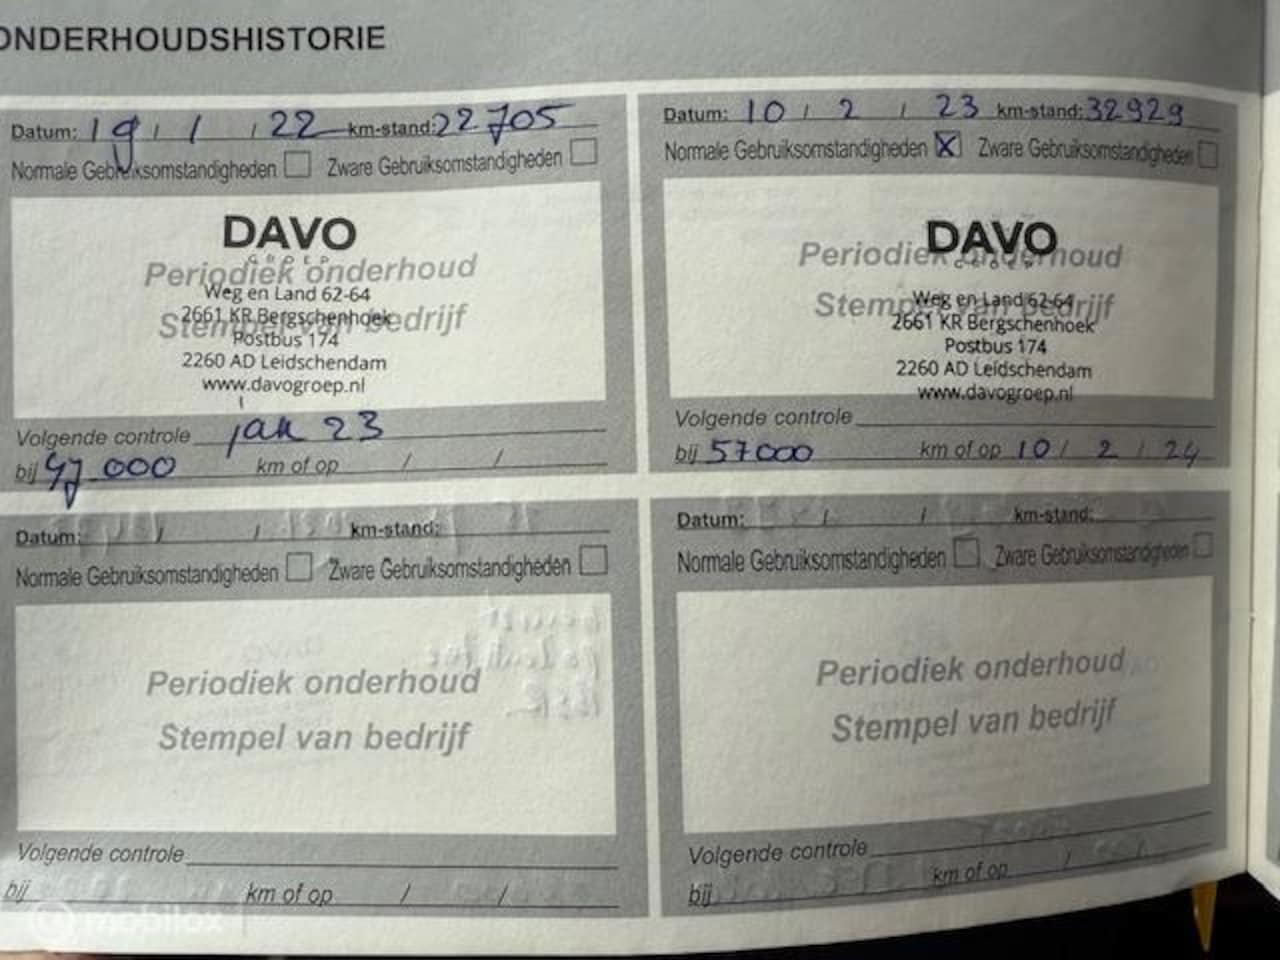 ONDERHOUDSHISTORIE
Datum: 19 / 1 / 22 km-stand: 22705
Normale Gebruiksomstandigheden Zware Gebruiksomstandigheden
DAVO
GROEP
Periodiek onderhoud
Stempel van bedrijf
Weg en Land 62-64
2661 KR Bergschenhoek
Postbus 174
2260 AD Leidschendam
www.davogroep.nl
Volgende controle jan 23
bij 47.000 km of op / /
Datum: 10 / 2 / 23 km-stand: 32929
Normale Gebruiksomstandigheden X Zware Gebruiksomstandigheden
DAVO
GROEP
Periodiek onderhoud
Stempel van bedrijf
Weg en Land 62-64
2661 KR Bergschenhoek
Postbus 174
2260 AD Leidschendam
www.davogroep.nl
Volgende controle
bij 57000 km of op 10 / 2 / 24
Datum: / / km-stand:
Normale Gebruiksomstandigheden Zware Gebruiksomstandigheden
Periodiek onderhoud
Stempel van bedrijf
Volgende controle
bij km of op / /
Datum: / / km-stand:
Normale Gebruiksomstandigheden Zware Gebruiksomstandigheden
Periodiek onderhoud
Stempel van bedrijf
Volgende controle
bij km of op / /
mobilox